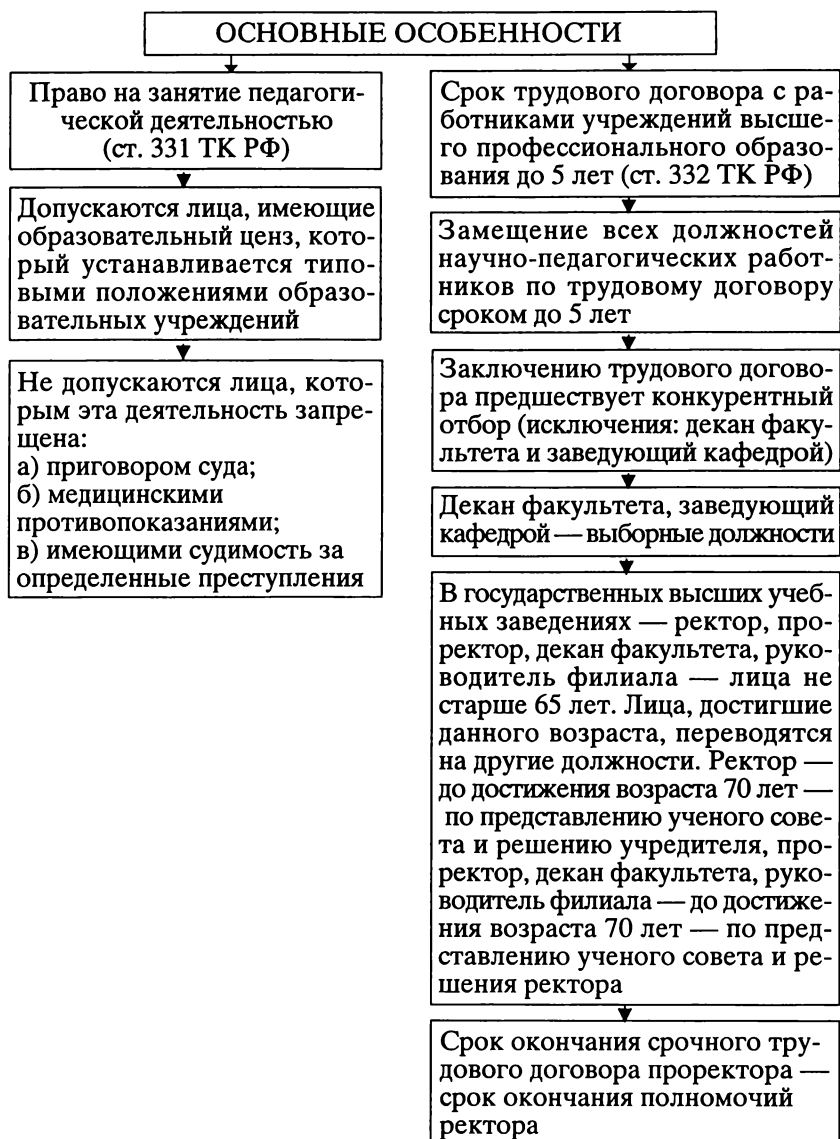 ОСНОВНЫЕ ОСОБЕННОСТИ
Право на занятие педагоги-
ческой деятельностью
(ст. 331 ТК РФ)
Допускаются лица, имеющие
образовательный ценз, кото-
рый устанавливается типо-
выми положениями образо-
вательных учреждений
Не допускаются лица, кото-
рым эта деятельность запре-
щена:
а) приговором суда;
б) медицинскими
противопоказаниями;
в) имеющими судимость за
определенные преступления
Срок трудового договора с ра-
ботниками учреждений высше-
го профессионального образо-
вания до 5 лет (ст. 332 ТК РФ)
Замещение всех должностей
научно-педагогических работ-
ников по трудовому договору
сроком до 5 лет
Заключению трудового догово-
ра предшествует конкурентный
отбор (исключения: декан факу-
льтета и заведующий кафедрой)
Декан факультета, заведующий
кафедрой — выборные должности
В государственных высших учеб-
ных заведениях — ректор, про-
ректор, декан факультета, руко-
водитель филиала — лица не
старше 65 лет. Лица, достигшие
данного возраста, переводятся
на другие должности. Ректор —
до достижения возраста 70 лет —
по представлению ученого сове-
та и решению учредителя, про-
ректор, декан факультета, руко-
водитель филиала — до достиже-
ния возраста 70 лет — по пред-
ставлению ученого совета и ре-
шения ректора
Срок окончания срочного тру-
дового договора проректора —
срок окончания полномочий
ректора